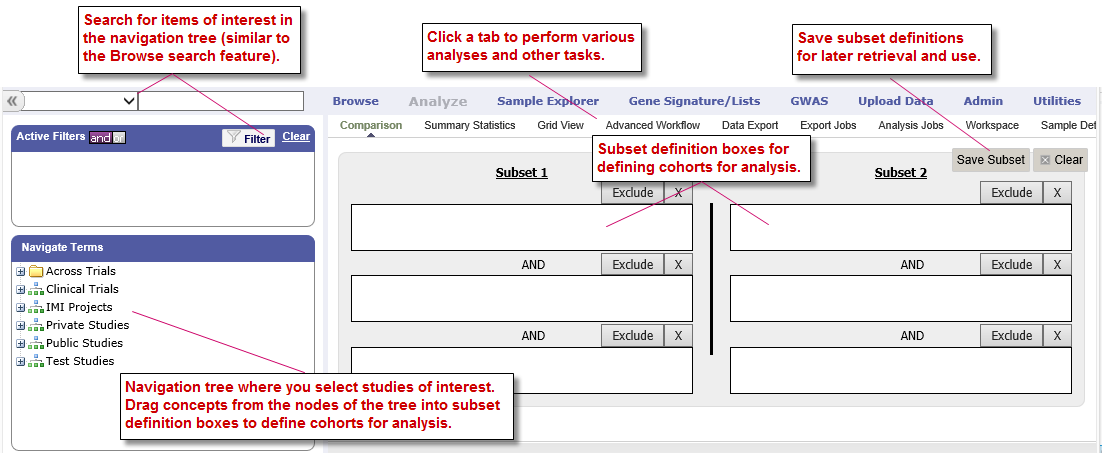 Search for items of interest in
the navigation tree (similar to
the Browse search feature).
Click a tab to perform various
analyses and other tasks.
Save subset definitions
for later retrieval and use.
«
Browse Analyze Sample Explorer Gene Signature/Lists GWAS Upload Data Admin Utilities
Active Filters and or Filter Clear
Comparison Summary Statistics Grid View Advanced Workflow Data Export Export Jobs Analysis Jobs Workspace Sample Det
Subset definition boxes for
defining cohorts for analysis.
Save Subset Clear
Subset 1 Subset 2
Exclude X Exclude X
AND Exclude X AND Exclude X
AND Exclude X AND Exclude X
Navigate Terms
Across Trials
Clinical Trials
IMI Projects
Private Studies
Public Studies
Test Studies
Navigation tree where you select studies of interest.
Drag concepts from the nodes of the tree into subset
definition boxes to define cohorts for analysis.